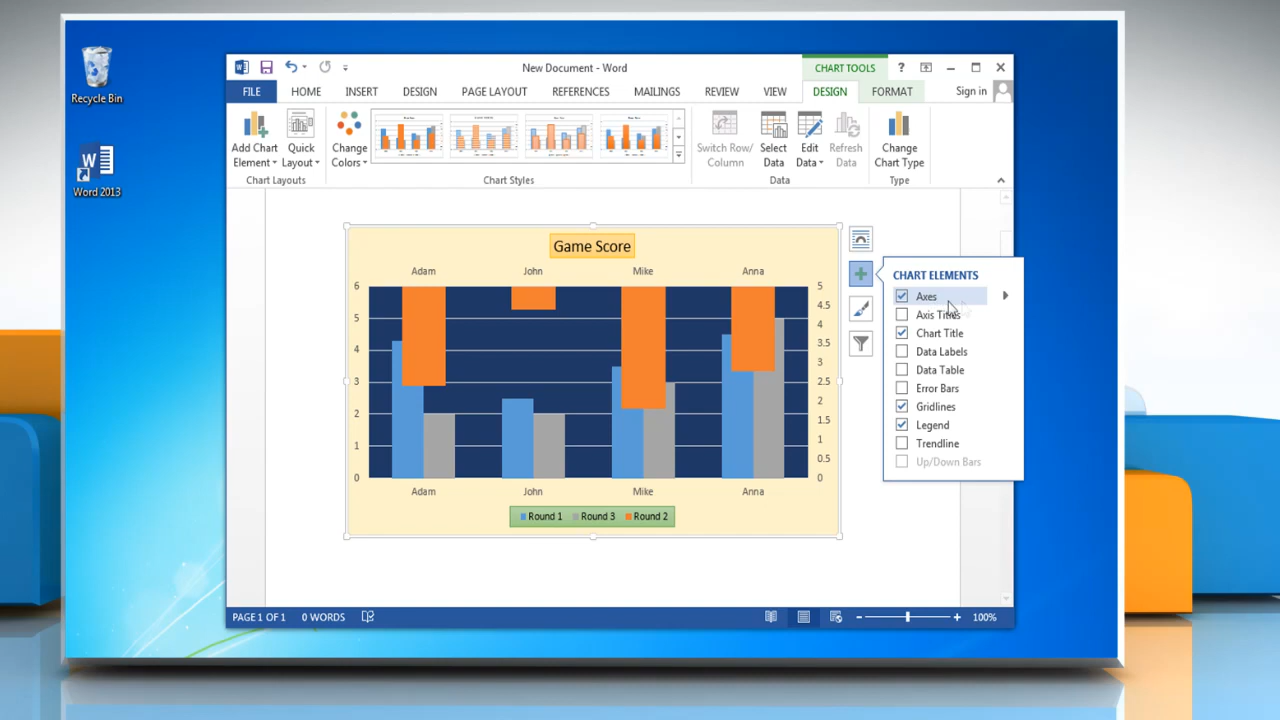 Recycle Bin
Word 2013
New Document - Word
CHART TOOLS
?
FILE HOME INSERT DESIGN PAGE LAYOUT REFERENCES MAILINGS REVIEW VIEW DESIGN FORMAT Sign in
Add Chart Element
Quick Layout
Change Colors
Switch Row/ Column
Select Data
Edit Data
Refresh Data
Change Chart Type
Chart Layouts Chart Styles Data Type
Game Score
Adam John Mike Anna
6
5
4
3
2
1
0
5
4.5
4
3.5
3
2.5
2
1.5
1
0.5
0
Adam John Mike Anna
Round 1 Round 3 Round 2
CHART ELEMENTS
Axes
Axis Titles
Chart Title
Data Labels
Data Table
Error Bars
Gridlines
Legend
Trendline
Up/Down Bars
PAGE 1 OF 1 0 WORDS 100%